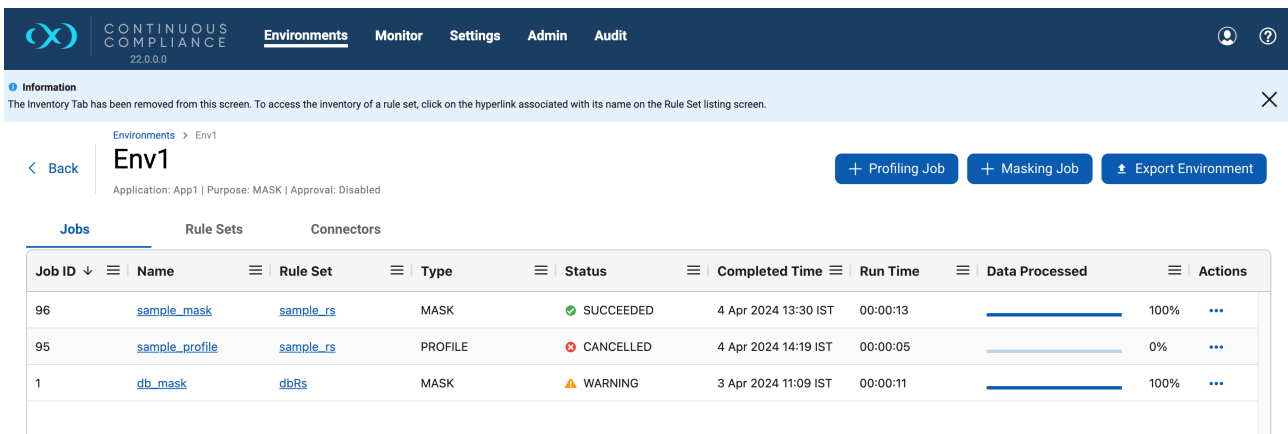 CONTINUOUS
COMPLIANCE
22.0.0.0
Environments Monitor Settings Admin Audit
Information
The Inventory Tab has been removed from this screen. To access the inventory of a rule set, click on the hyperlink associated with its name on the Rule Set listing screen.
Environments > Env1
Back
Env1
Application: App1 | Purpose: MASK | Approval: Disabled
+ Profiling Job + Masking Job Export Environment
Jobs Rule Sets Connectors
Job ID ↓ Name Rule Set Type Status Completed Time Run Time Data Processed Actions
96 sample_mask sample_rs MASK SUCCEEDED 4 Apr 2024 13:30 IST 00:00:13 100% •••
95 sample_profile sample_rs PROFILE CANCELLED 4 Apr 2024 14:19 IST 00:00:05 0% •••
1 db_mask dbRs MASK WARNING 3 Apr 2024 11:09 IST 00:00:11 100% •••